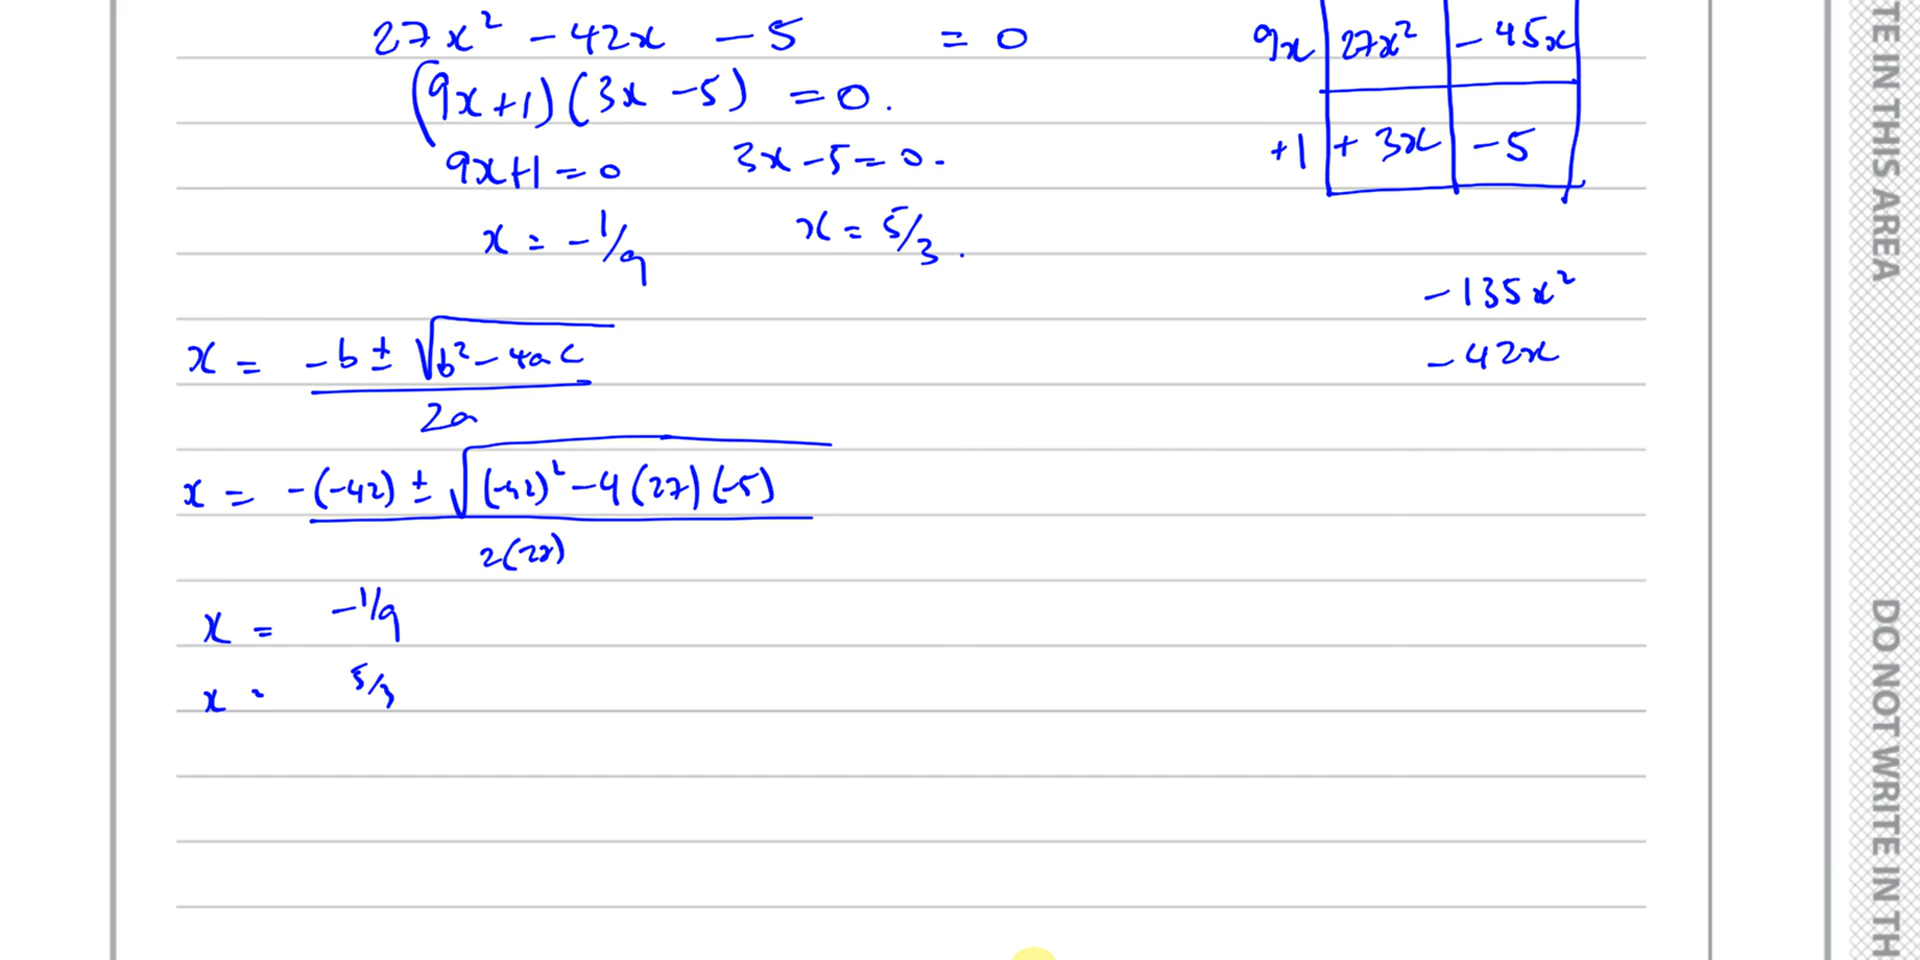 27x² - 42x - 5 = 0
(9x+1)(3x-5) = 0.
9x+1=0 3x-5=0.
x = -1/9 x = 5/3.
x = -b ± √b²-4ac
2a
x = -(-42) ± √(-42)²-4(27)(-5)
2(27)
x = -1/9
x = 5/3
9x 27x² - 45x
+1 + 3x - 5
- 135x²
- 42x
TE IN THIS AREA
DO NOT WRITE IN TH